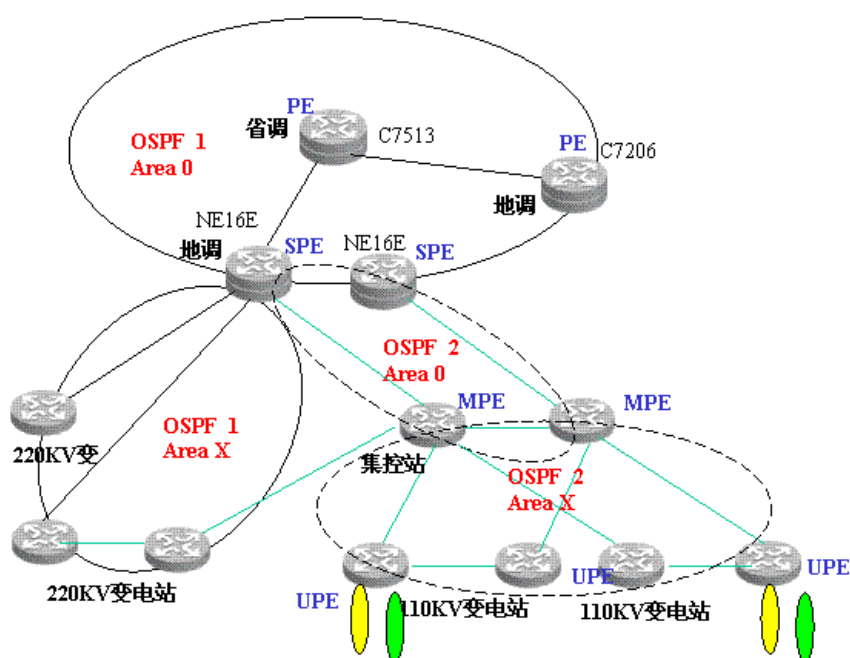 PE
省调
C7513
OSPF 1
Area 0
PE
C7206
地调
NE16E
地调
SPE
NE16E
SPE
OSPF 2
Area 0
MPE
MPE
OSPF 1
Area X
220KV变
集控站
OSPF 2
Area X
220KV变电站
UPE
110KV变电站
UPE
110KV变电站
UPE